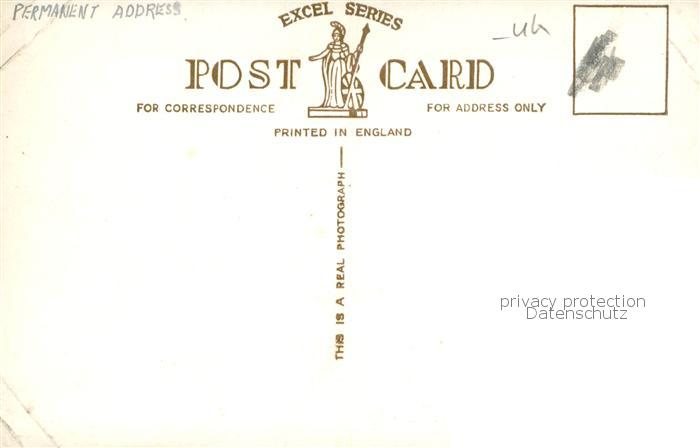 PERMANENT ADDRESS
EXCEL SERIES
POST CARD
FOR CORRESPONDENCE
FOR ADDRESS ONLY
PRINTED IN ENGLAND
THIS IS A REAL PHOTOGRAPH
privacy protection
Datenschutz